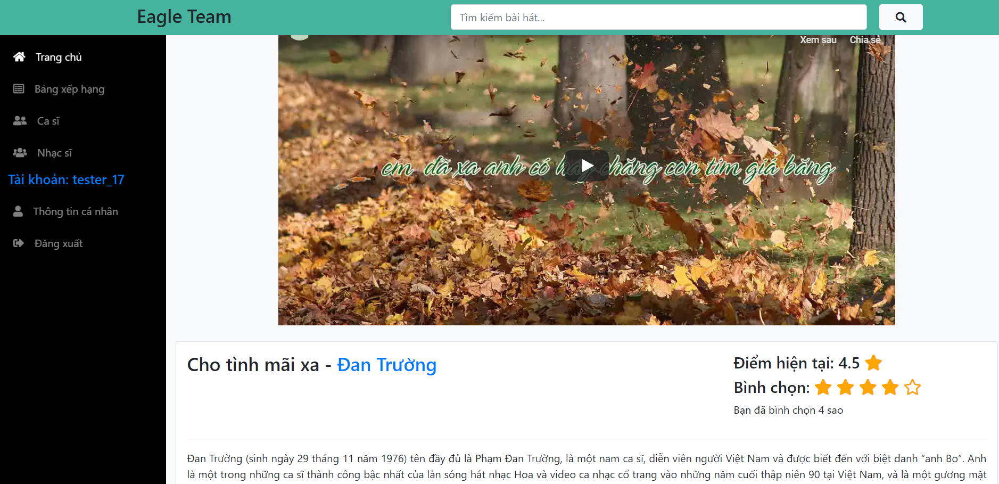 Eagle Team
Tìm kiếm bài hát...
Trang chủ
Bảng xếp hạng
Ca sĩ
Nhạc sĩ
Tài khoản: tester_17
Thông tin cá nhân
Đăng xuất
Xem sau Chia sẻ
em đã xa anh có hay chăng con tim giá băng
Cho tình mãi xa - Đan Trường
Điểm hiện tại: 4.5
Bình chọn:
Bạn đã bình chọn 4 sao
Đan Trường (sinh ngày 29 tháng 11 năm 1976) tên đầy đủ là Phạm Đan Trường, là một nam ca sĩ, diễn viên người Việt Nam và được biết đến với biệt danh “anh Bo”. Anh
là một trong những ca sĩ thành công bậc nhất của làn sóng hát nhạc Hoa và video ca nhạc cổ trang vào những năm cuối thập niên 90 tại Việt Nam, và là một gương mặt